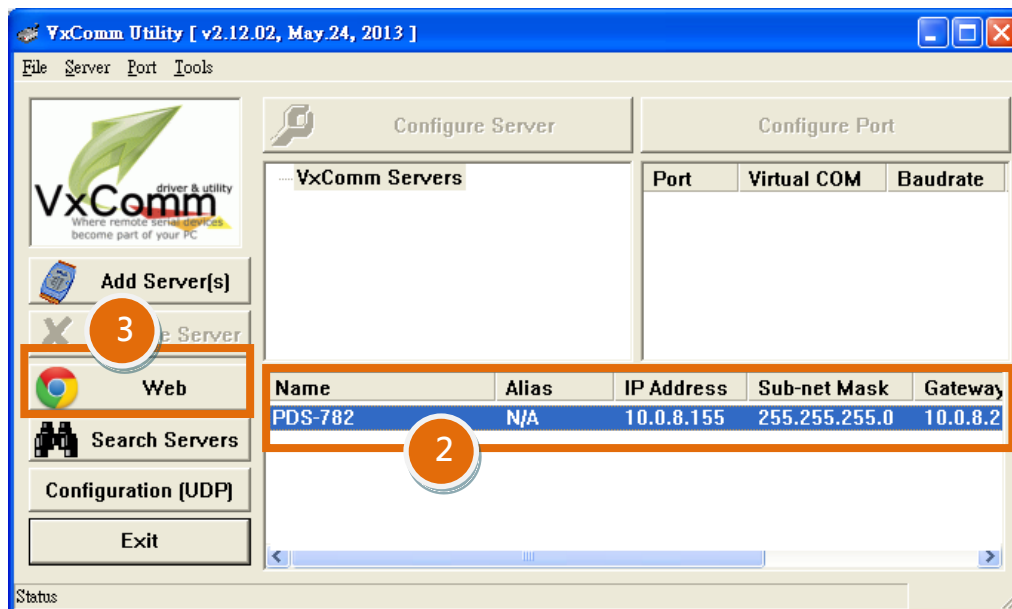 VxComm Utility [ v2.12.02, May.24, 2013 ]
File Server Port Tools
VxComm
driver & utility
Where remote serial devices
become part of your PC
Configure Server
Configure Port
VxComm Servers
Port Virtual COM Baudrate
Add Server(s)
3
e Server
Web
Search Servers
Configuration (UDP)
Exit
Name Alias IP Address Sub-net Mask Gateway
PDS-782 N/A 10.0.8.155 255.255.255.0 10.0.8.2
2
Status